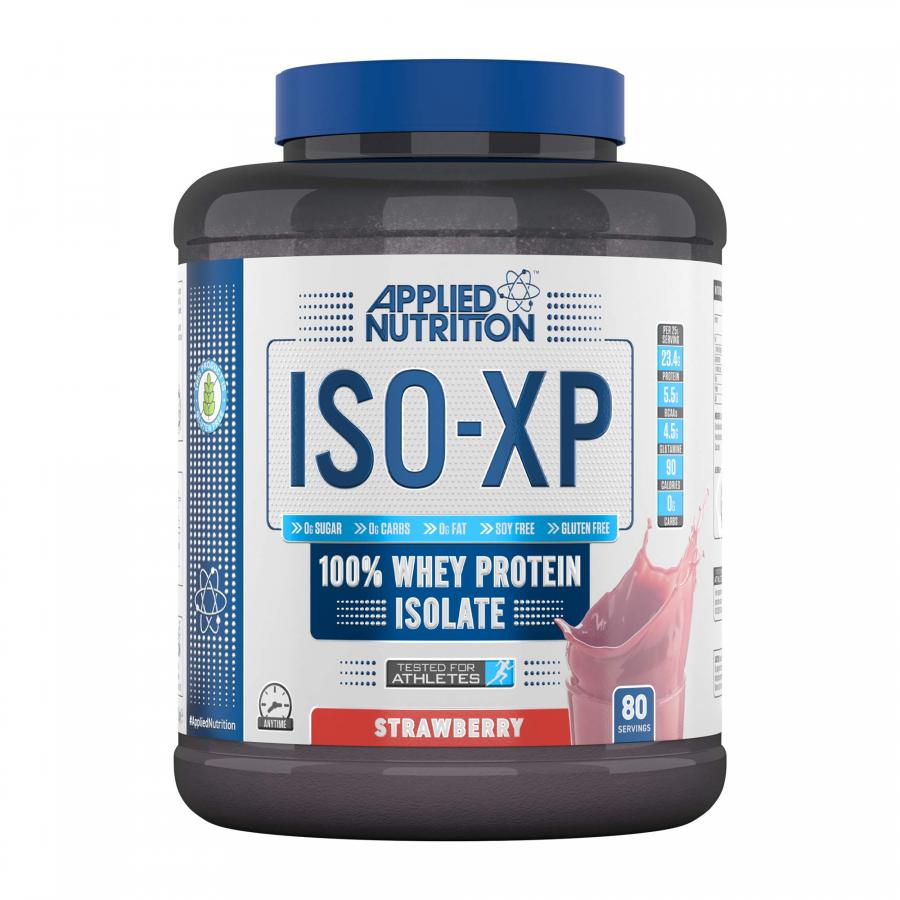 APPLIED
NUTRITION™
ISO-XP
0G SUGAR 0G CARBS 0G FAT SOY FREE GLUTEN FREE
100% WHEY PROTEIN
ISOLATE
TESTED FOR
ATHLETES
STRAWBERRY
80
SERVINGS
PER 25G
SERVING
23.4G
PROTEIN
5.5G
BCAAs
4.5G
GLUTAMINE
90
CALORIES
0G
CARBS
ANYTIME
#AppliedNutrition